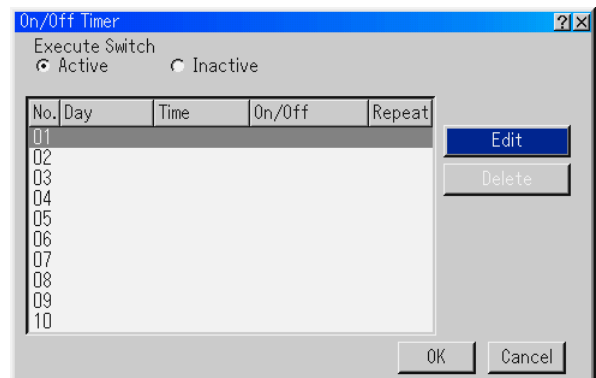 On/Off Timer ? ×
Execute Switch
Active Inactive
No. Day Time On/Off Repeat
01
Edit
02
03
Delete
04
05
06
07
08
09
10
OK Cancel